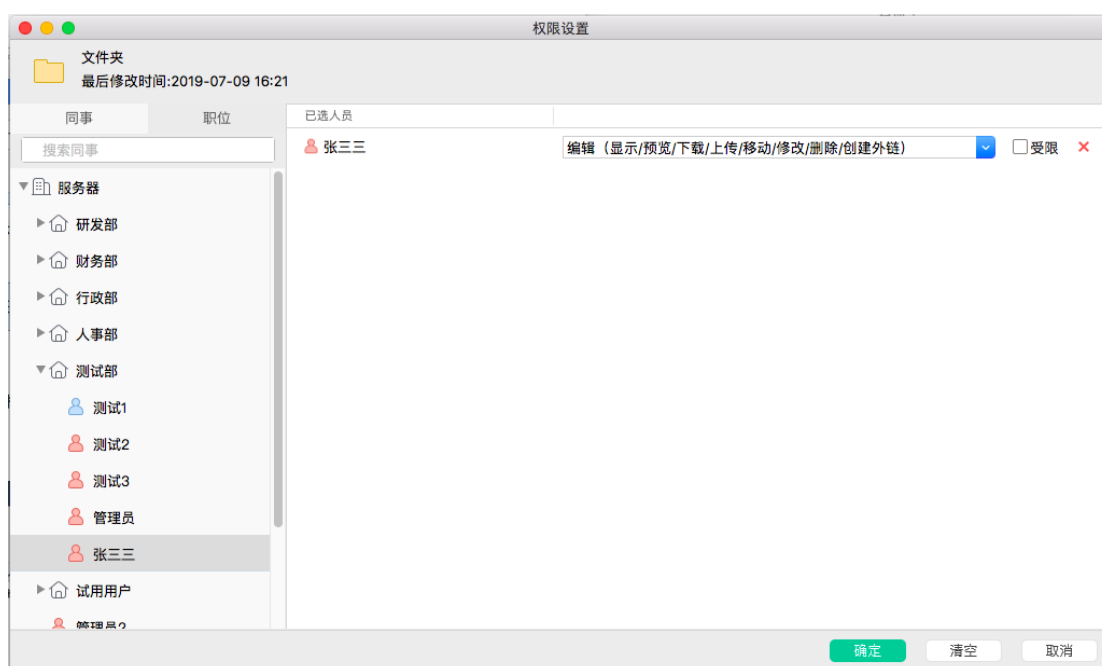 权限设置
文件夹
最后修改时间:2019-07-09 16:21
同事 职位
已选人员
搜索同事
张三三 编辑（显示/预览/下载/上传/移动/修改/删除/创建外链） 受限
服务器
研发部
财务部
行政部
人事部
测试部
测试1
测试2
测试3
管理员
张三三
试用用户
管理员2
确定 清空 取消